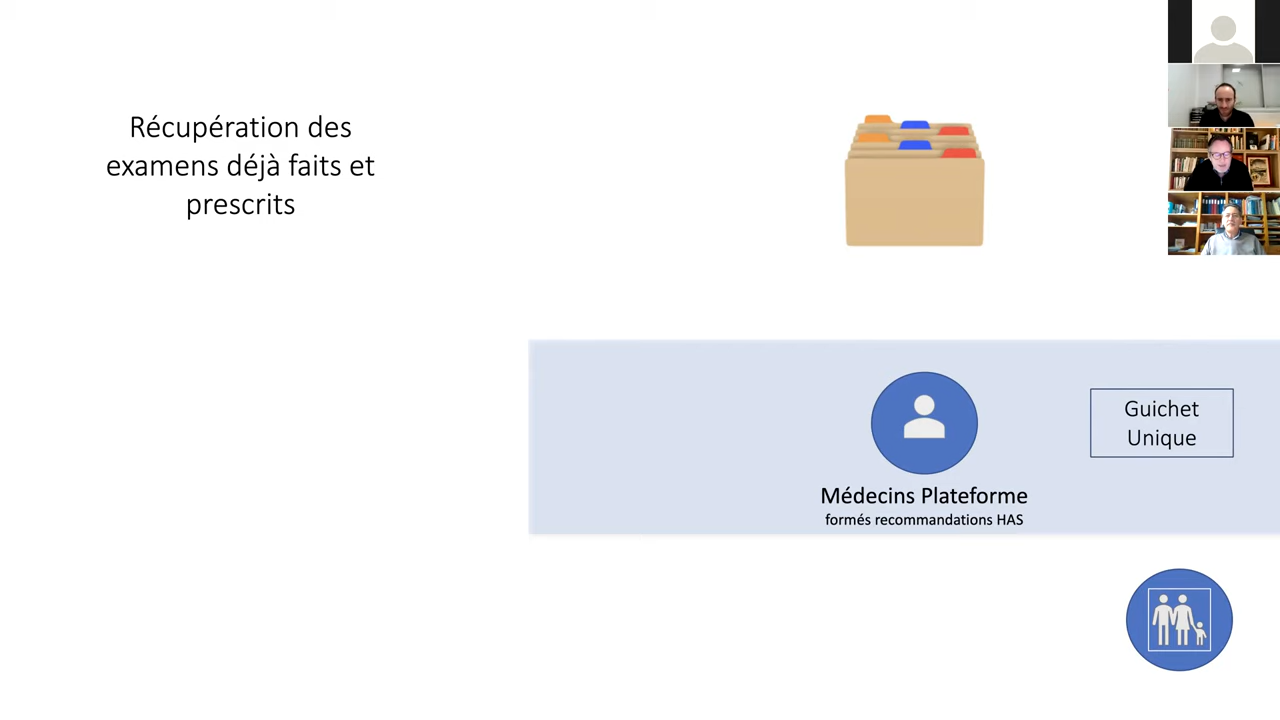 Récupération des
examens déjà faits et
prescrits
Guichet
Unique
Médecins Plateforme
formés recommandations HAS